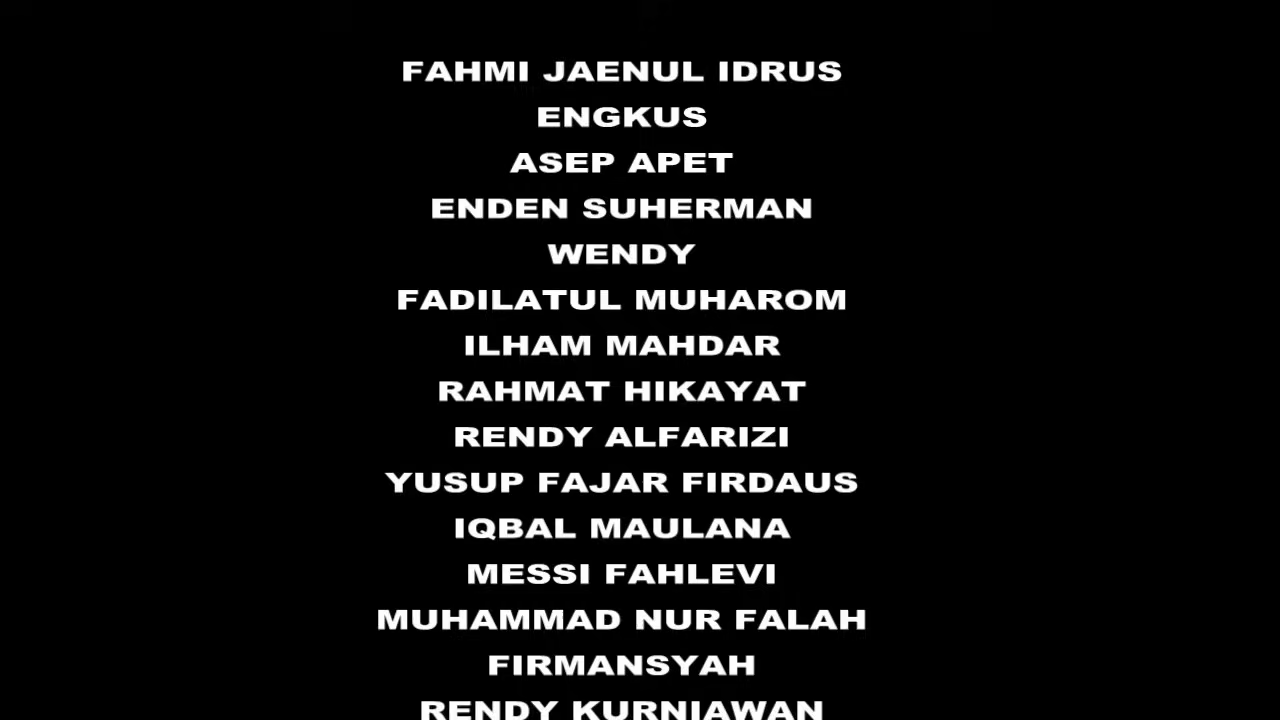 FAHMI JAENUL IDRUS
ENGKUS
ASEP APET
ENDEN SUHERMAN
WENDY
FADILATUL MUHAROM
ILHAM MAHDAR
RAHMAT HIKAYAT
RENDY ALFARIZI
YUSUP FAJAR FIRDAUS
IQBAL MAULANA
MESSI FAHLEVI
MUHAMMAD NUR FALAH
FIRMANSYAH
RENDY KURNIAWAN